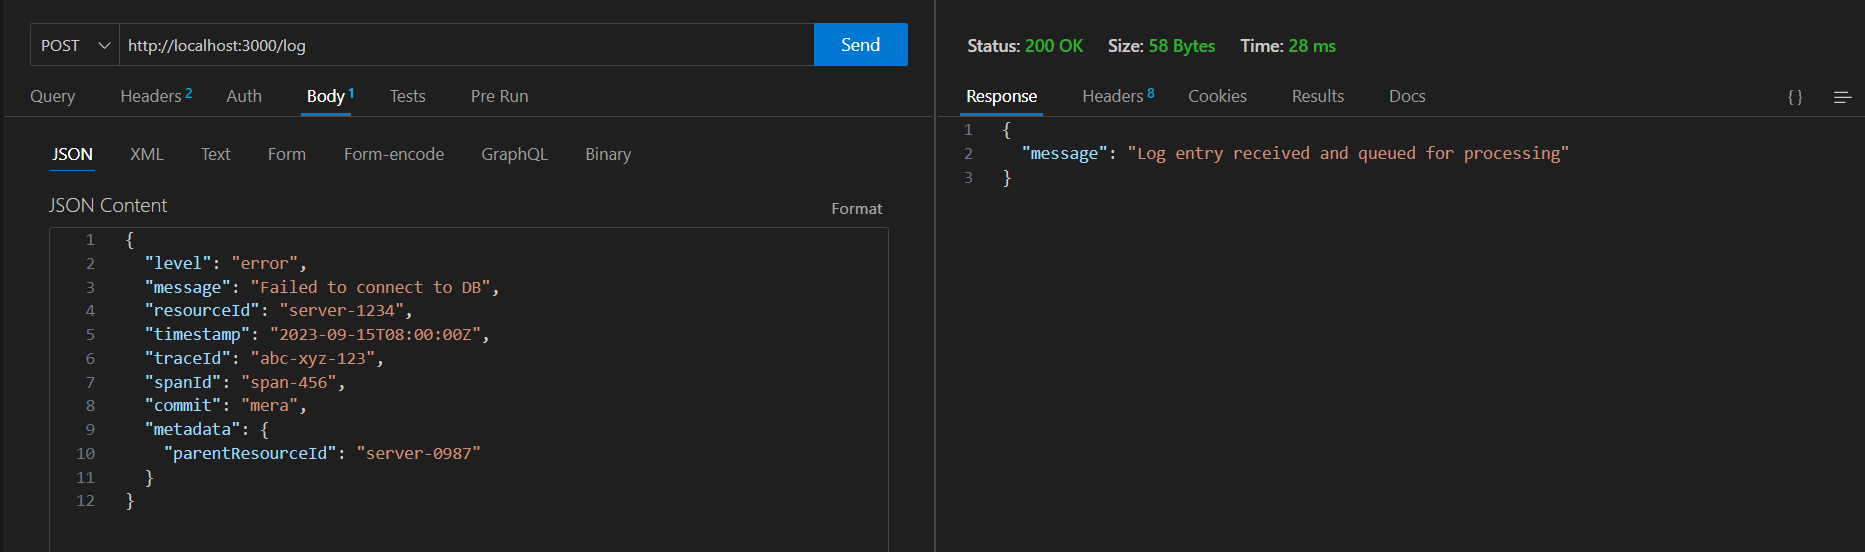 POST http://localhost:3000/log Send
Query Headers 2 Auth Body 1 Tests Pre Run
JSON XML Text Form Form-encode GraphQL Binary
JSON Content Format
1 {
2 "level": "error",
3 "message": "Failed to connect to DB",
4 "resourceId": "server-1234",
5 "timestamp": "2023-09-15T08:00:00Z",
6 "traceId": "abc-xyz-123",
7 "spanId": "span-456",
8 "commit": "mera",
9 "metadata": {
10 "parentResourceId": "server-0987"
11 }
12 }
Status: 200 OK Size: 58 Bytes Time: 28 ms
Response Headers 8 Cookies Results Docs { }
1 {
2 "message": "Log entry received and queued for processing"
3 }